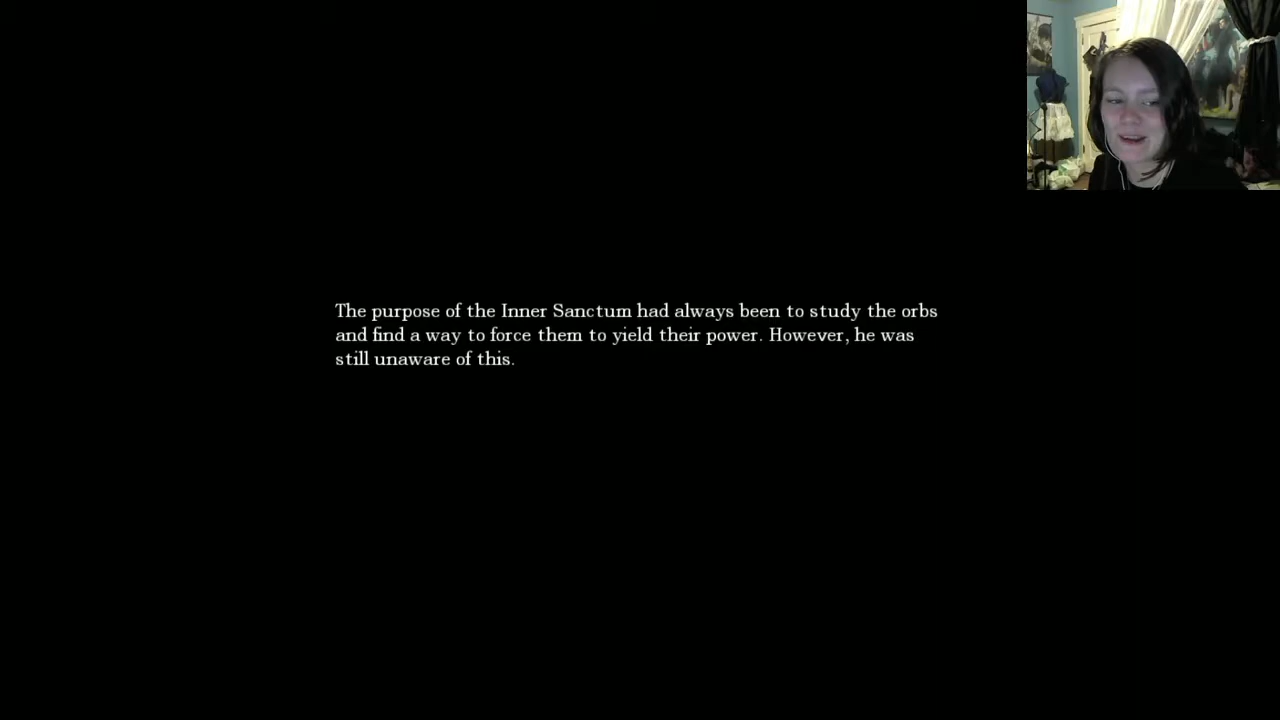 The purpose of the Inner Sanctum had always been to study the orbs
and find a way to force them to yield their power. However, he was
still unaware of this.